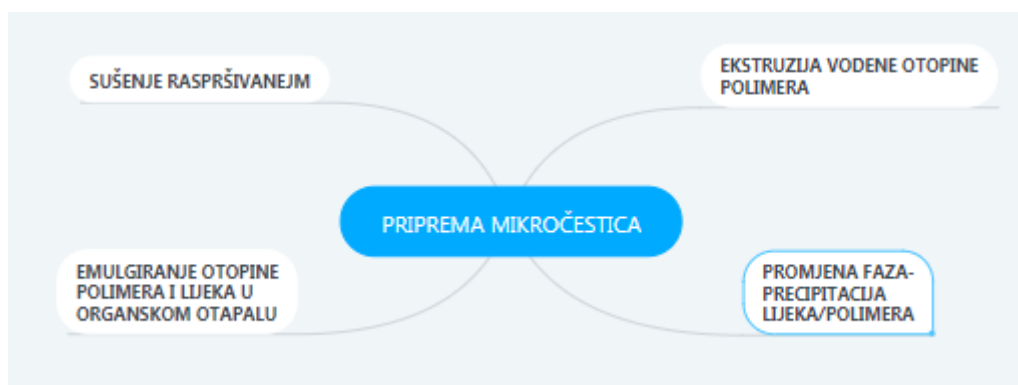 SUŠENJE RASPRŠIVANEJM
EKSTRUZIJA VODENE OTOPINE
POLIMERA
PRIPREMA MIKROČESTICA
EMULGIRANJE OTOPINE
POLIMERA I LIJEKA U
ORGANSKOM OTAPALU
PROMJENA FAZA-
PRECIPITACIJA
LIJEKA/POLIMERA